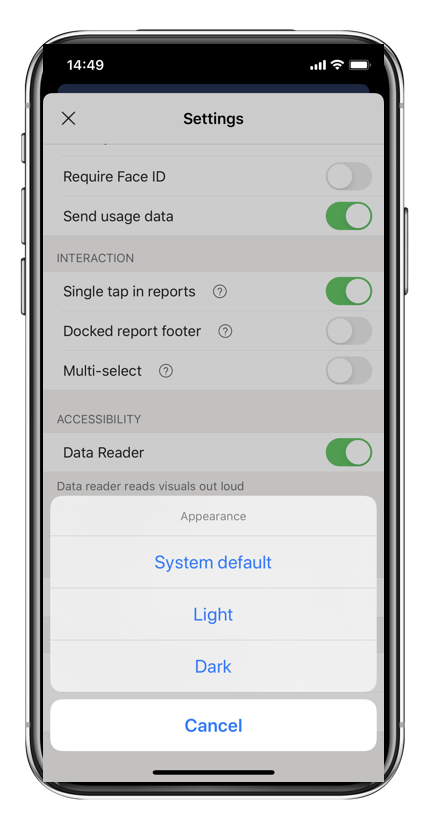 14:49
Settings
Require Face ID
Send usage data
INTERACTION
Single tap in reports ?
Docked report footer ?
Multi-select ?
ACCESSIBILITY
Data Reader
Data reader reads visuals out loud
Appearance
System default
Light
Dark
Cancel